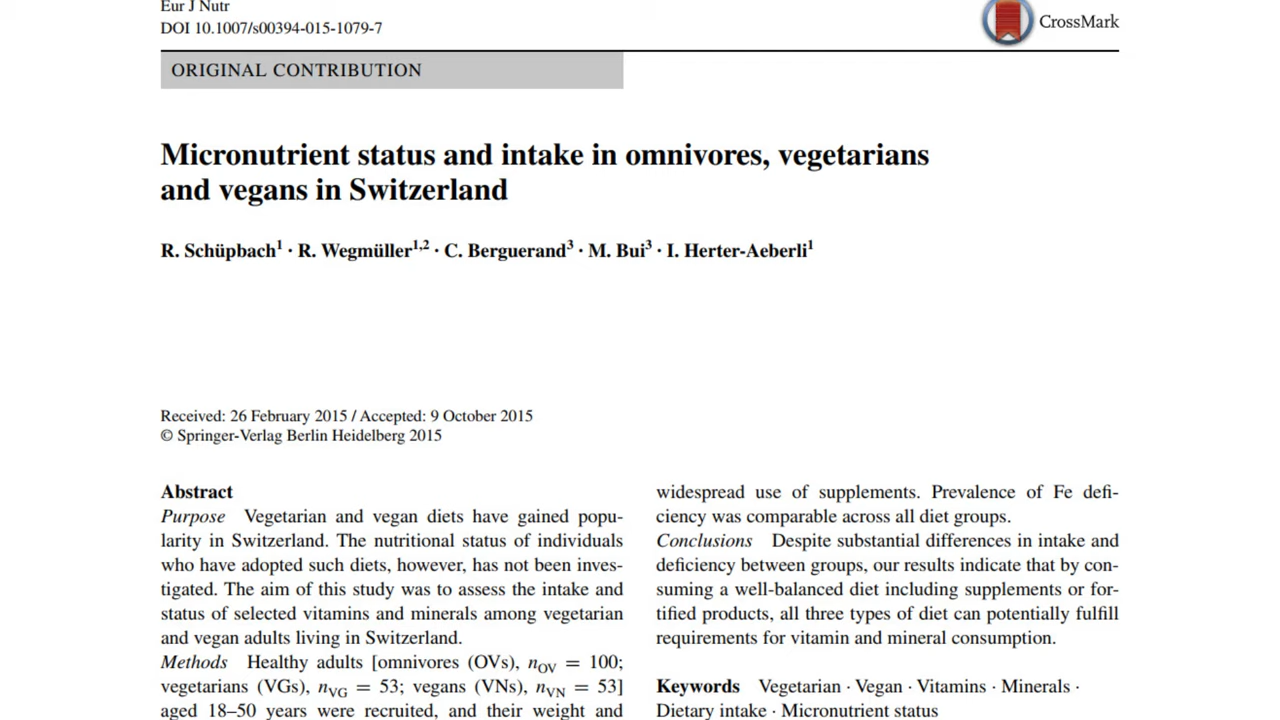 Eur J Nutr
DOI 10.1007/s00394-015-1079-7
CrossMark
ORIGINAL CONTRIBUTION
Micronutrient status and intake in omnivores, vegetarians
and vegans in Switzerland
R. Schüpbach1 · R. Wegmüller1,2 · C. Berguerand3 · M. Bui3 · I. Herter-Aeberli1
Received: 26 February 2015 / Accepted: 9 October 2015
© Springer-Verlag Berlin Heidelberg 2015
Abstract
Purpose Vegetarian and vegan diets have gained popu-
larity in Switzerland. The nutritional status of individuals
who have adopted such diets, however, has not been inves-
tigated. The aim of this study was to assess the intake and
status of selected vitamins and minerals among vegetarian
and vegan adults living in Switzerland.
Methods Healthy adults [omnivores (OVs), nOV = 100;
vegetarians (VGs), nVG = 53; vegans (VNs), nVN = 53]
aged 18–50 years were recruited, and their weight and
widespread use of supplements. Prevalence of Fe defi-
ciency was comparable across all diet groups.
Conclusions Despite substantial differences in intake and
deficiency between groups, our results indicate that by con-
suming a well-balanced diet including supplements or for-
tified products, all three types of diet can potentially fulfill
requirements for vitamin and mineral consumption.
Keywords Vegetarian · Vegan · Vitamins · Minerals ·
Dietary intake · Micronutrient status